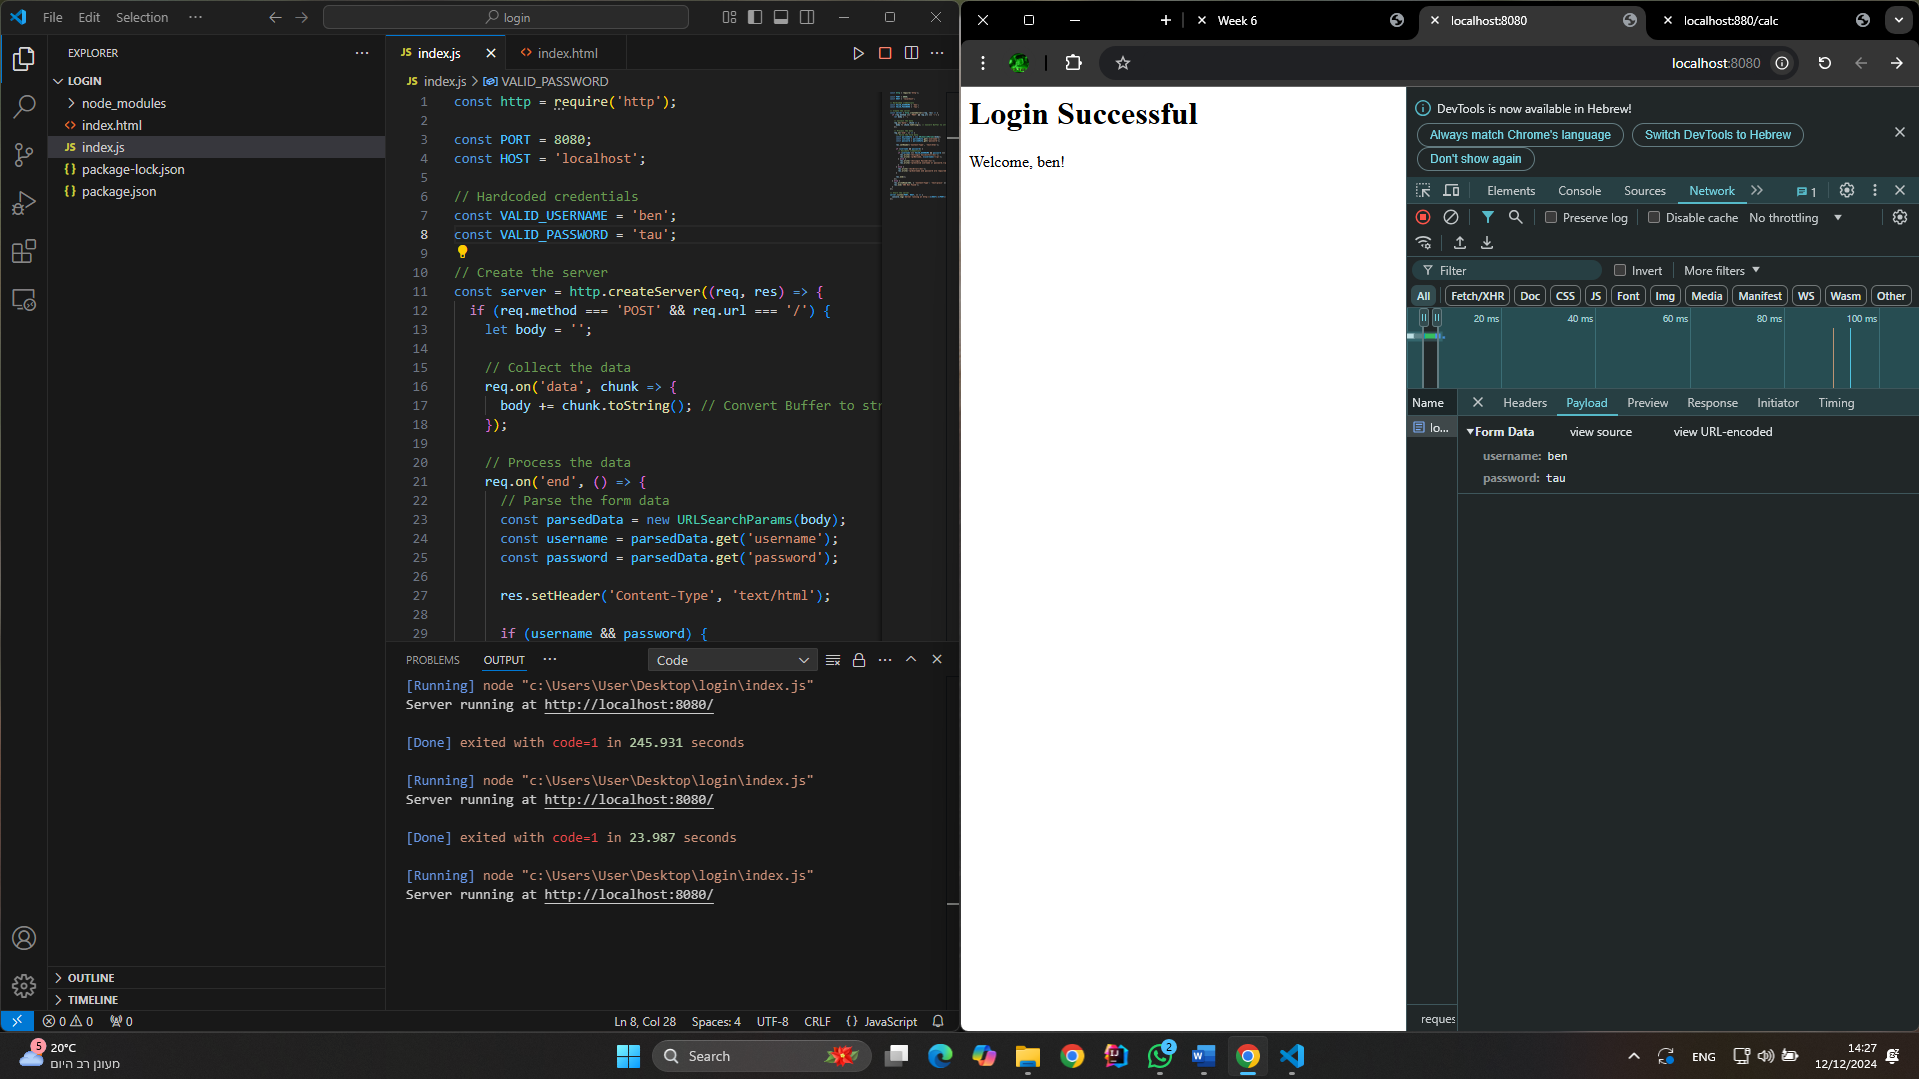 File Edit Selection ··· login
EXPLORER
LOGIN
node_modules
index.html
JS index.js
{} package-lock.json
{} package.json
OUTLINE
TIMELINE
JS index.js
index.html
JS index.js > VALID_PASSWORD
1 const http = require('http');
2
3 const PORT = 8080;
4 const HOST = 'localhost';
5
6 // Hardcoded credentials
7 const VALID_USERNAME = 'ben';
8 const VALID_PASSWORD = 'tau';
9
10 // Create the server
11 const server = http.createServer((req, res) => {
12 if (req.method === 'POST' && req.url === '/') {
13 let body = '';
14
15 // Collect the data
16 req.on('data', chunk => {
17 body += chunk.toString(); // Convert Buffer to str
18 });
19
20 // Process the data
21 req.on('end', () => {
22 // Parse the form data
23 const parsedData = new URLSearchParams(body);
24 const username = parsedData.get('username');
25 const password = parsedData.get('password');
26
27 res.setHeader('Content-Type', 'text/html');
28
29 if (username && password) {
PROBLEMS OUTPUT ··· Code
[Running] node "c:\Users\User\Desktop\login\index.js"
Server running at http://localhost:8080/
[Done] exited with code=1 in 245.931 seconds
[Running] node "c:\Users\User\Desktop\login\index.js"
Server running at http://localhost:8080/
[Done] exited with code=1 in 23.987 seconds
[Running] node "c:\Users\User\Desktop\login\index.js"
Server running at http://localhost:8080/
0 0 0 Ln 8, Col 28 Spaces: 4 UTF-8 CRLF {} JavaScript
Week 6
localhost:8080
localhost:880/calc
localhost:8080
Login Successful
Welcome, ben!
DevTools is now available in Hebrew!
Always match Chrome's language
Switch DevTools to Hebrew
Don't show again
Elements Console Sources Network 1
Preserve log Disable cache No throttling
Filter Invert More filters
All Fetch/XHR Doc CSS JS Font Img Media Manifest WS Wasm Other
20 ms 40 ms 60 ms 80 ms 100 ms
Name Headers Payload Preview Response Initiator Timing
lo...
Form Data view source view URL-encoded
username: ben
password: tau
reques
5
20°C
מעונן רב היום
Search
2
ENG
14:27
12/12/2024